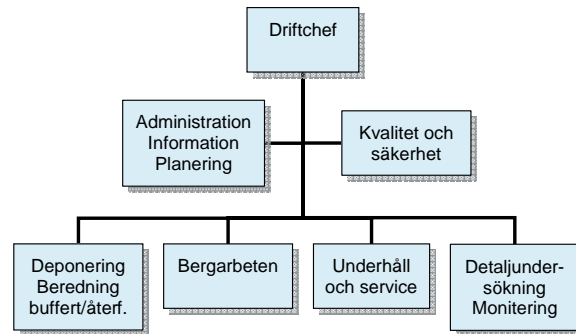 Driftchef
Administration
Information
Planering
Kvalitet och
säkerhet
Deponering
Beredning
buffert/återf.
Bergarbeten
Underhåll
och service
Detaljunder-
sökning
Monitering